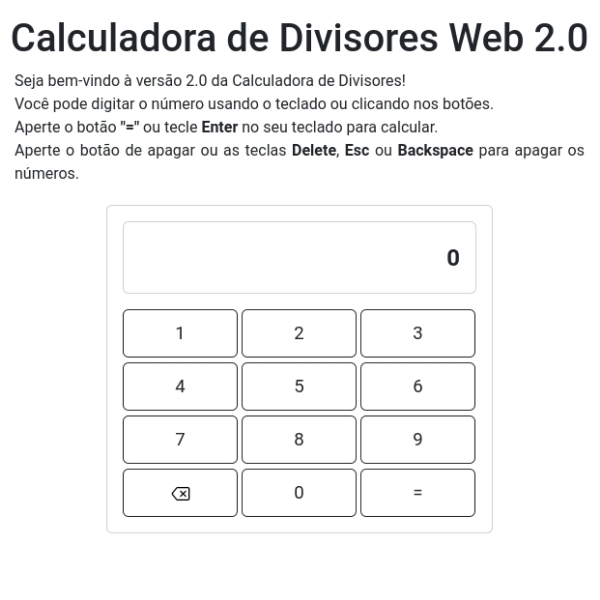 Calculadora de Divisores Web 2.0
Seja bem-vindo à versão 2.0 da Calculadora de Divisores!
Você pode digitar o número usando o teclado ou clicando nos botões.
Aperte o botão "=" ou tecle Enter no seu teclado para calcular.
Aperte o botão de apagar ou as teclas Delete, Esc ou Backspace para apagar os
números.
0
1 2 3
4 5 6
7 8 9
0 =